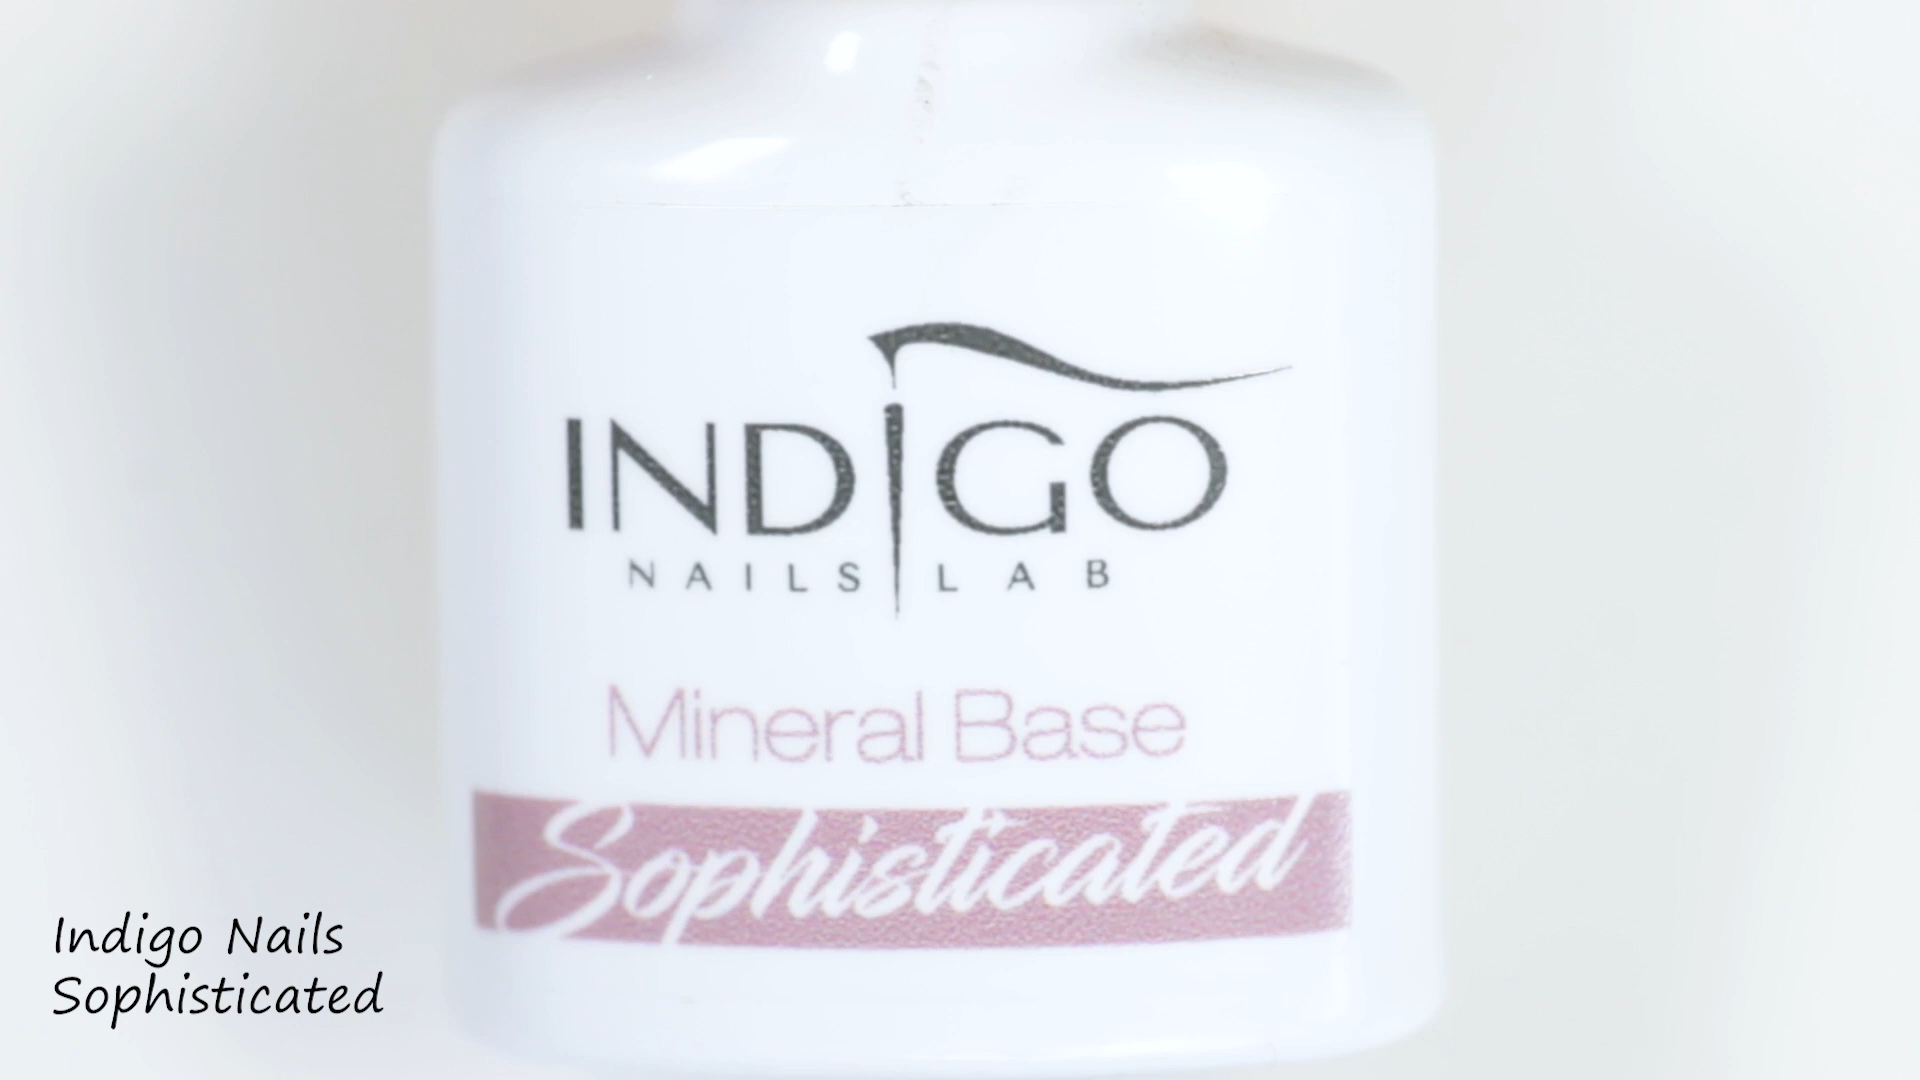 INDIGO
NAILS LAB
Mineral Base
Sophisticated
Indigo Nails
Sophisticated